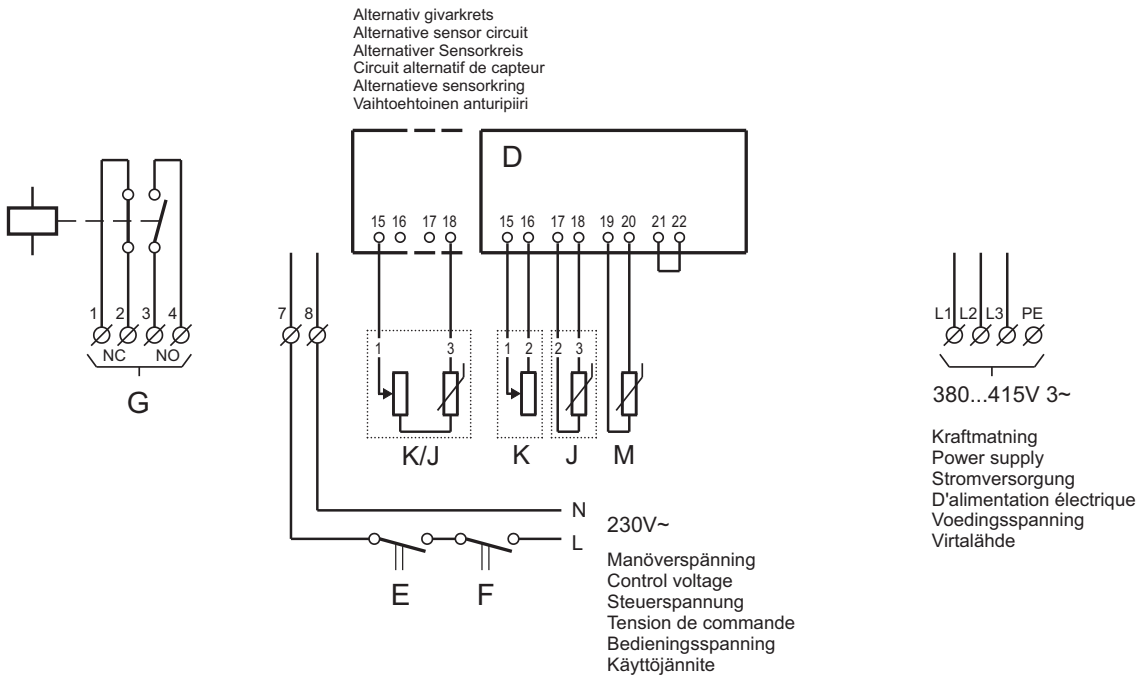 Alternativ givarkrets
Alternative sensor circuit
Alternativer Sensorkreis
Circuit alternatif de capteur
Alternatieve sensorkring
Vaihtoehtoinen anturipiiri
D
15 16 17 18
15 16 17 18 19 20 21 22
1 2 3 4
NC NO
G
7 8
1 3
K/J
1 2
K
2 3
J
M
L1 L2 L3 PE
380...415V 3~
Kraftmatning
Power supply
Stromversorgung
D'alimentation électrique
Voedingsspanning
Virtalähde
N
L
230V~
E F
Manöverspänning
Control voltage
Steuerspannung
Tension de commande
Bedieningsspanning
Käyttöjännite